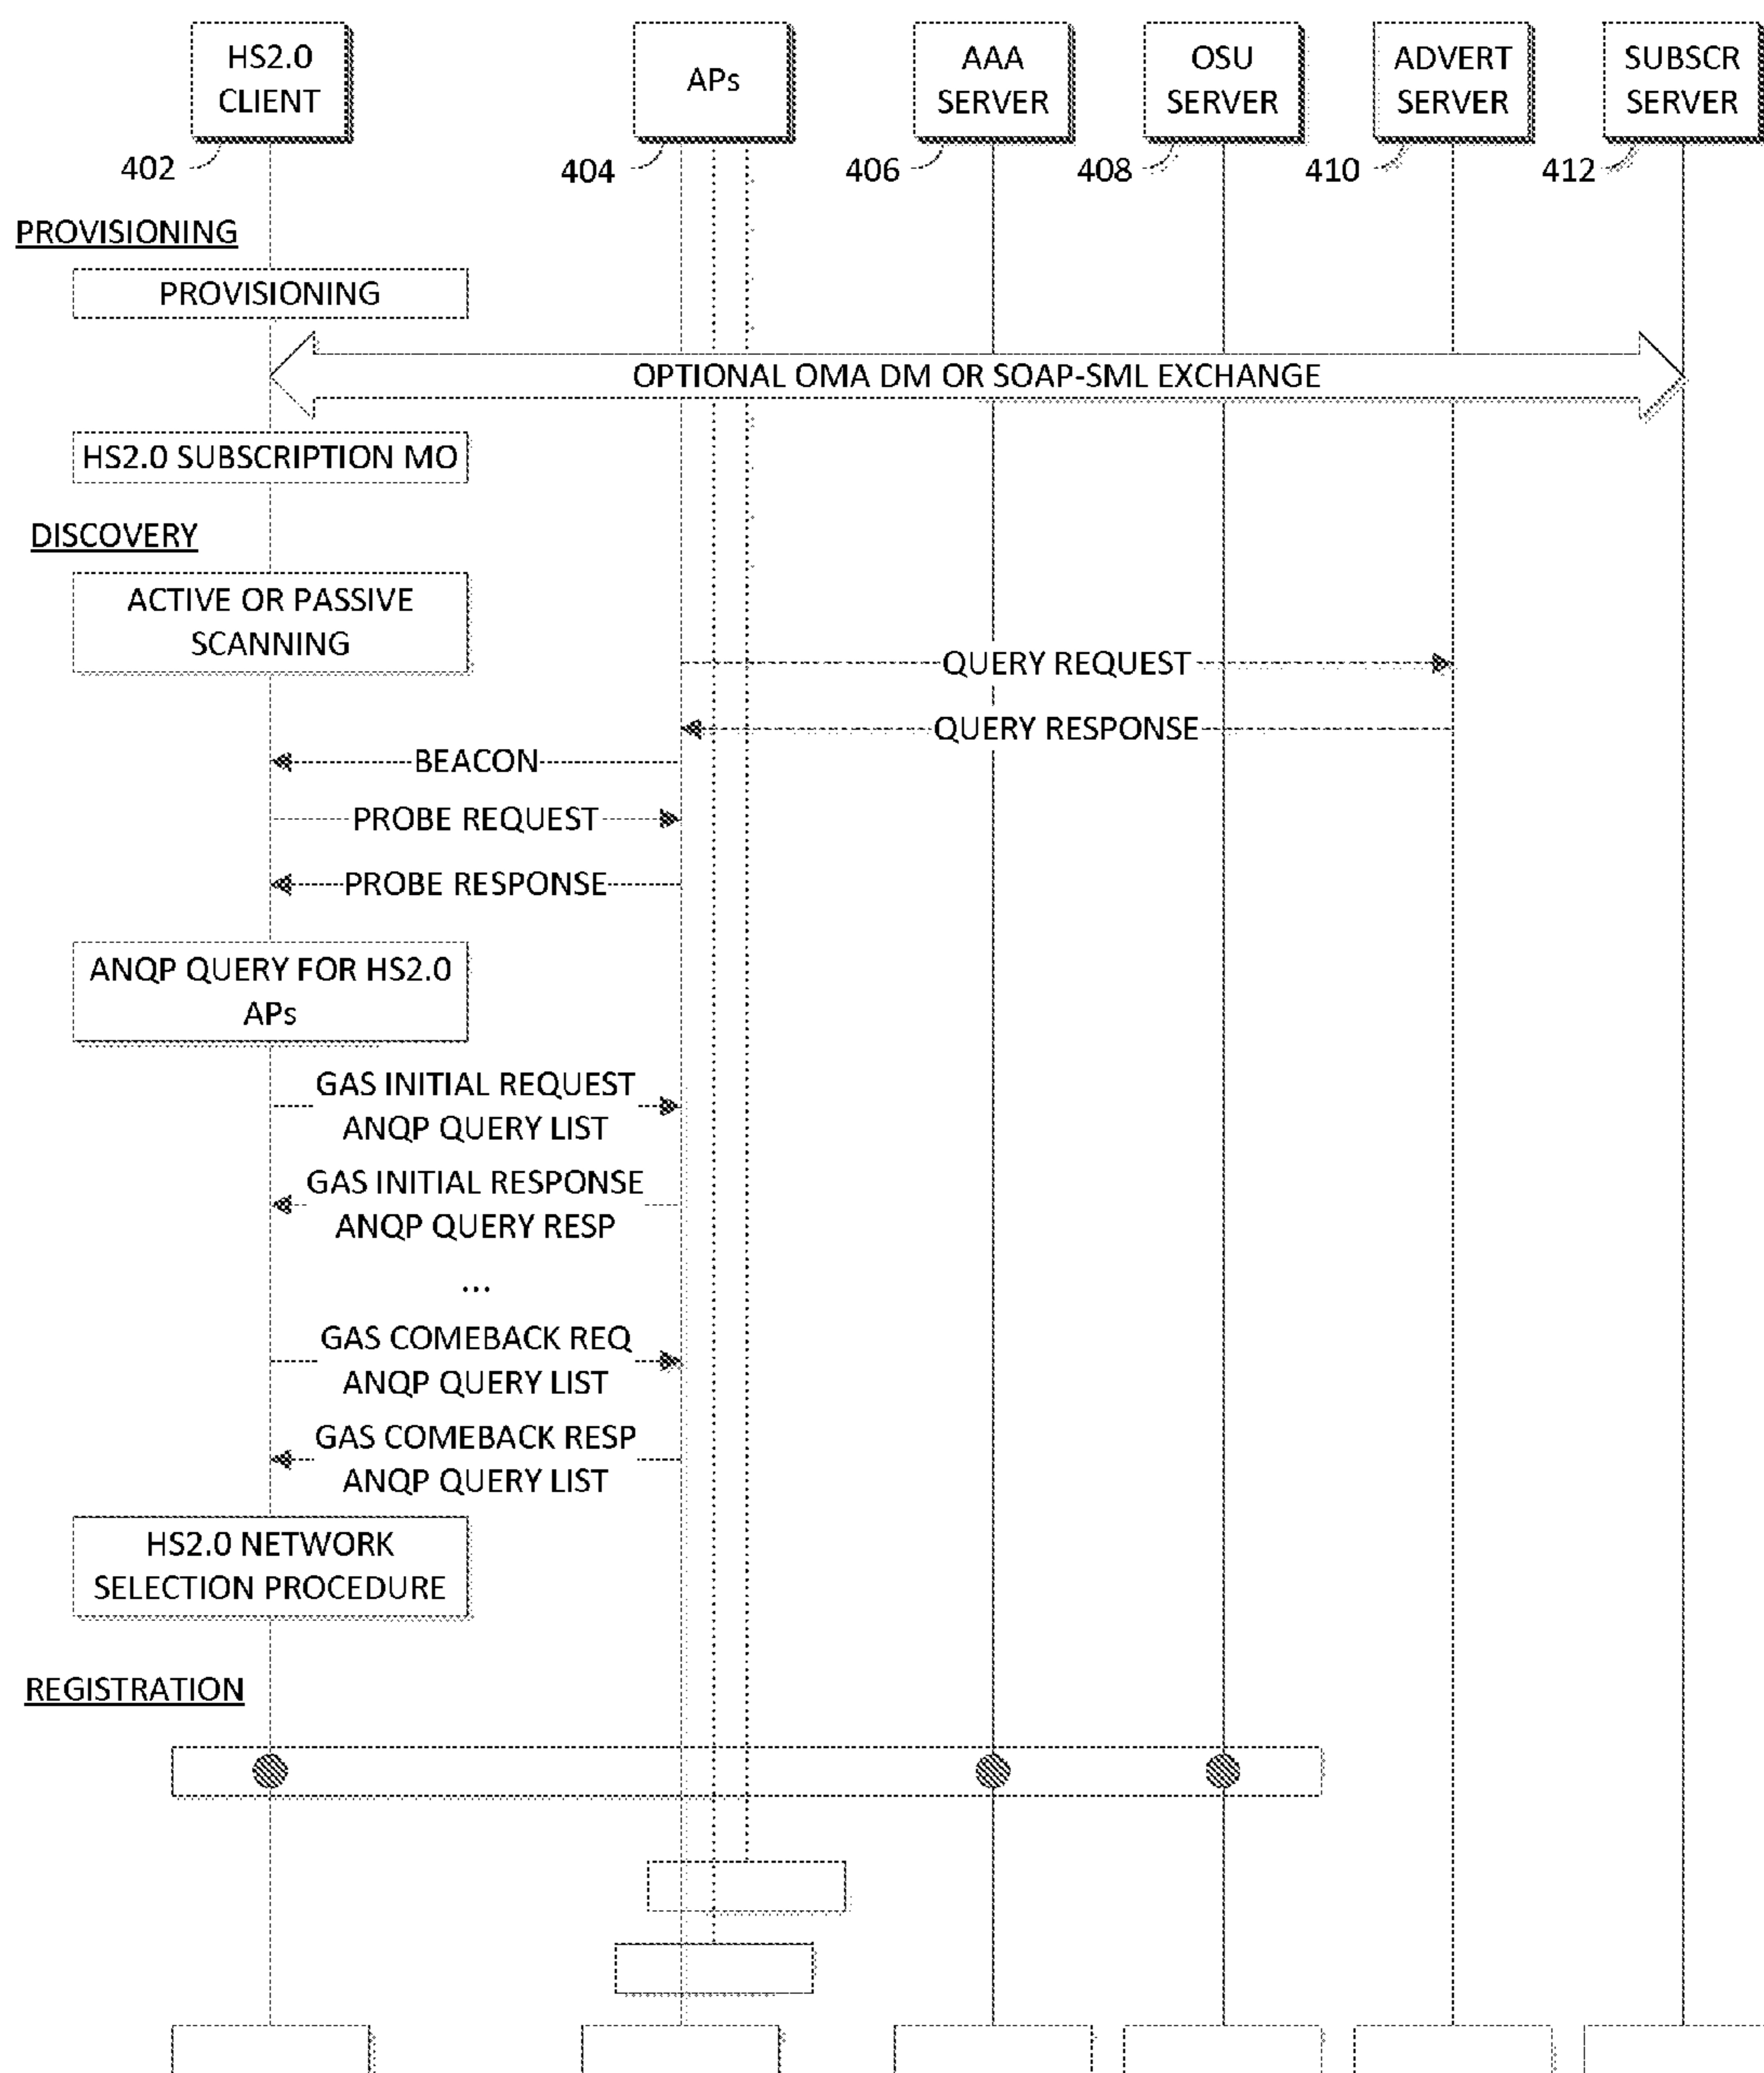 HS2.0
CLIENT
APs
AAA
SERVER
OSU
SERVER
ADVERT
SERVER
SUBSCR
SERVER
402
404
406
408
410
412
PROVISIONING
PROVISIONING
OPTIONAL OMA DM OR SOAP-SML EXCHANGE
HS2.0 SUBSCRIPTION MO
DISCOVERY
ACTIVE OR PASSIVE
SCANNING
QUERY REQUEST
QUERY RESPONSE
BEACON
PROBE REQUEST
PROBE RESPONSE
ANQP QUERY FOR HS2.0
APs
GAS INITIAL REQUEST
ANQP QUERY LIST
GAS INITIAL RESPONSE
ANQP QUERY RESP
...
GAS COMEBACK REQ
ANQP QUERY LIST
GAS COMEBACK RESP
ANQP QUERY LIST
HS2.0 NETWORK
SELECTION PROCEDURE
REGISTRATION